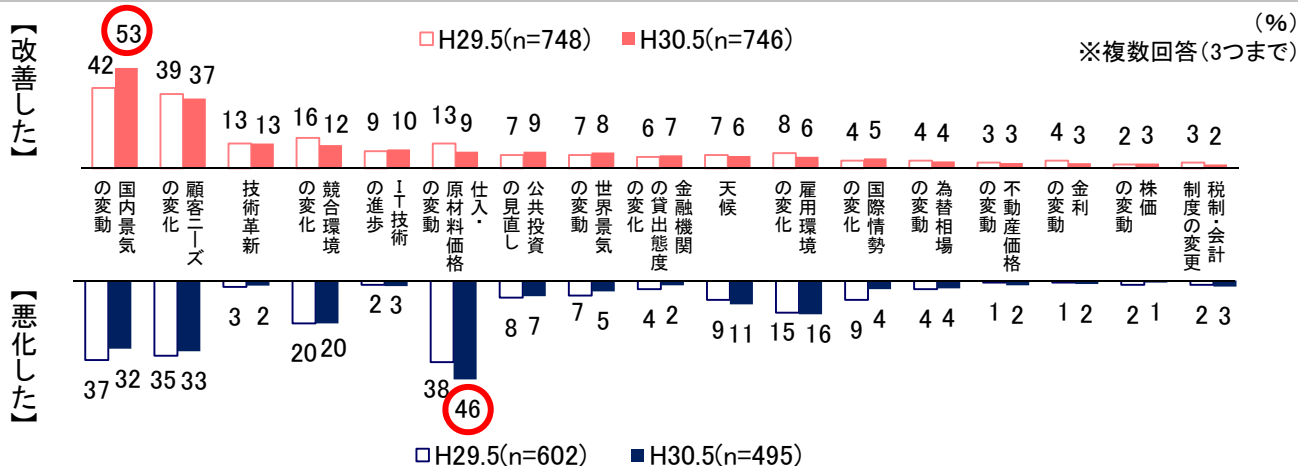 【改善した】
53
□H29.5(n=748) ■H30.5(n=746)
(%)
※複数回答(3つまで)
42
39 37
13 13
16 12
9 10
13 9
7 9
7 8
6 7
7 6
8 6
4 5
4 4
3 3
4 3
2 3
3 2
国内景気
の変動
顧客ニーズ
の変化
技術革新
競合環境
の変化
IT技術
の進歩
仕入・
原材料価格
の変動
公共投資
の見直し
世界景気
の変動
金融機関
の貸出態度
の変化
天候
雇用環境
の変化
国際情勢
の変化
為替相場
の変動
不動産価格
の変動
金利
の変動
株価
の変動
税制・会計
制度の変更
【悪化した】
37 32
35 33
3 2
20 20
2 3
38 46
8 7
7 5
4 2
9 11
15 16
9 4
4 4
1 2
1 2
2 1
2 3
□H29.5(n=602) ■H30.5(n=495)